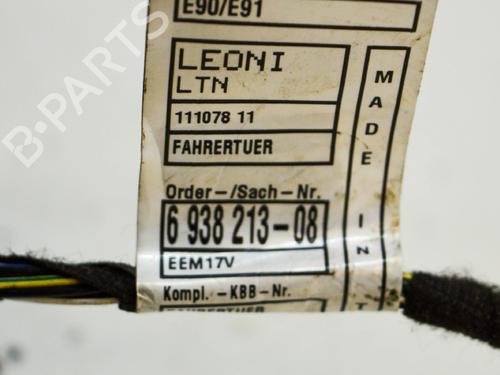 E90/E91
LEONI
LTN
111078 11
FAHRERTUER
Order-/Sach-Nr.
6 938 213-08
EEM17V
Kompl.-KBB-Nr.
FAHRERTUER
MADE IN
B-PARTS